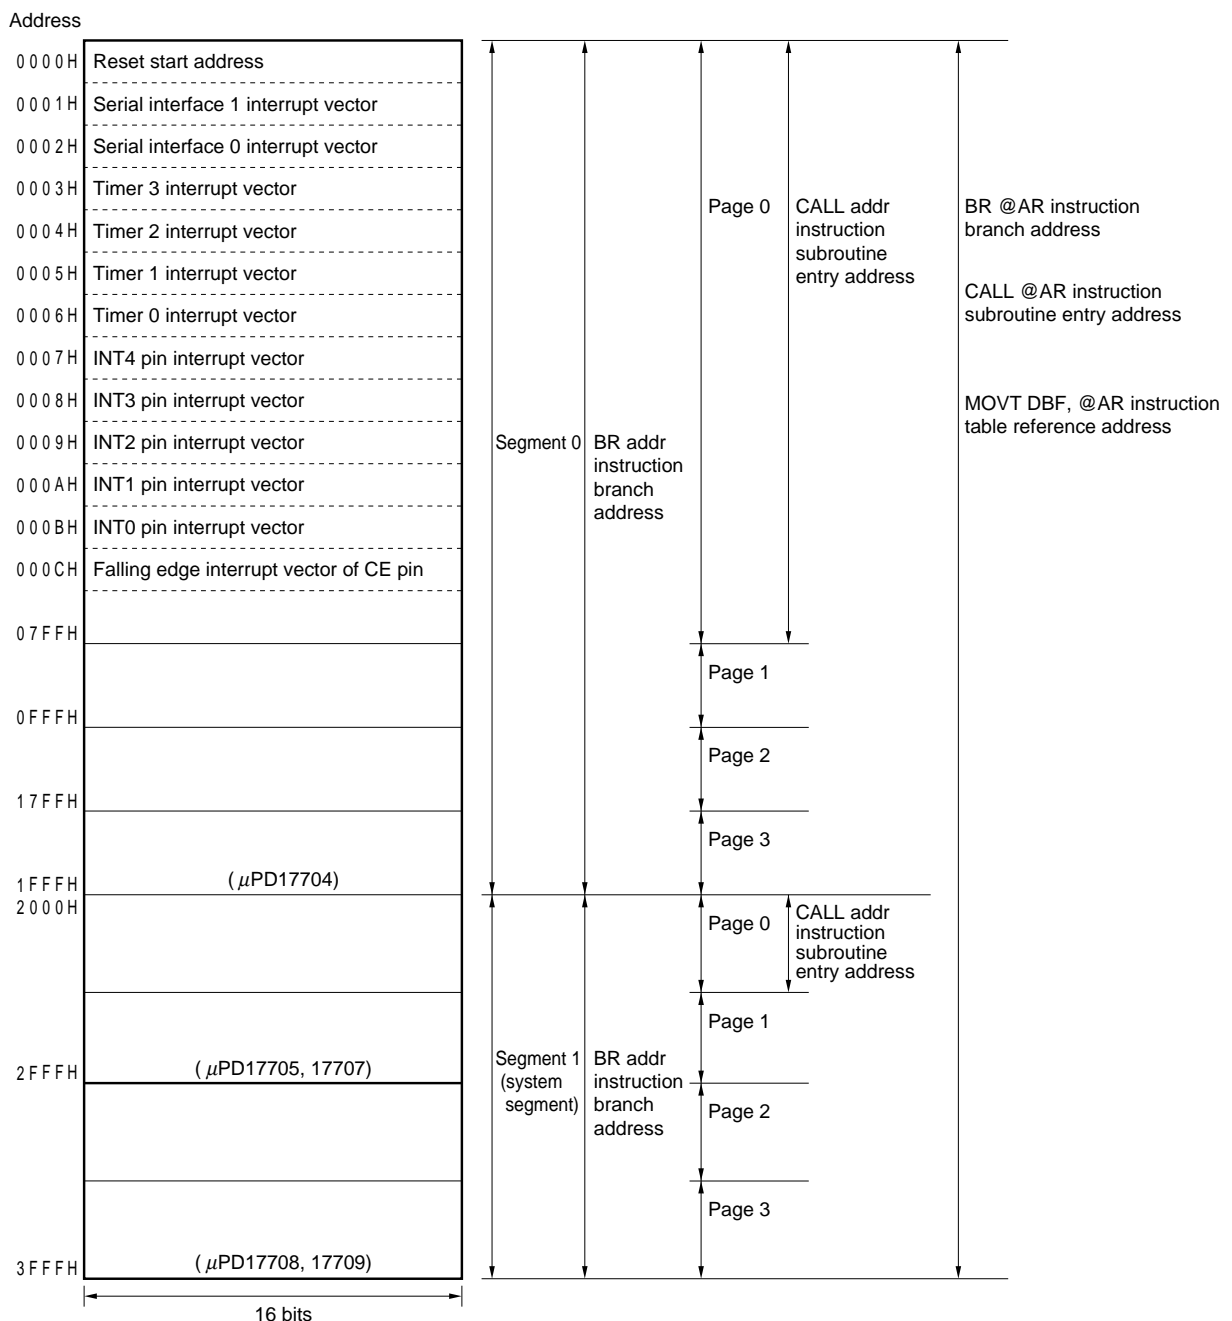 Address
0000H Reset start address
0001H Serial interface 1 interrupt vector
0002H Serial interface 0 interrupt vector
0003H Timer 3 interrupt vector
0004H Timer 2 interrupt vector
0005H Timer 1 interrupt vector
0006H Timer 0 interrupt vector
0007H INT4 pin interrupt vector
0008H INT3 pin interrupt vector
0009H INT2 pin interrupt vector
000AH INT1 pin interrupt vector
000BH INT0 pin interrupt vector
000CH Falling edge interrupt vector of CE pin
07FFH
0FFFH
17FFH
1FFFH (μPD17704)
2000H
2FFFH (μPD17705, 17707)
3FFFH (μPD17708, 17709)
16 bits
Segment 0
BR addr
instruction
branch
address
Page 0
CALL addr
instruction
subroutine
entry address
BR @AR instruction
branch address
CALL @AR instruction
subroutine entry address
MOVT DBF, @AR instruction
table reference address
Page 1
Page 2
Page 3
Segment 1
(system
segment)
BR addr
instruction
branch
address
Page 0
CALL addr
instruction
subroutine
entry address
Page 1
Page 2
Page 3